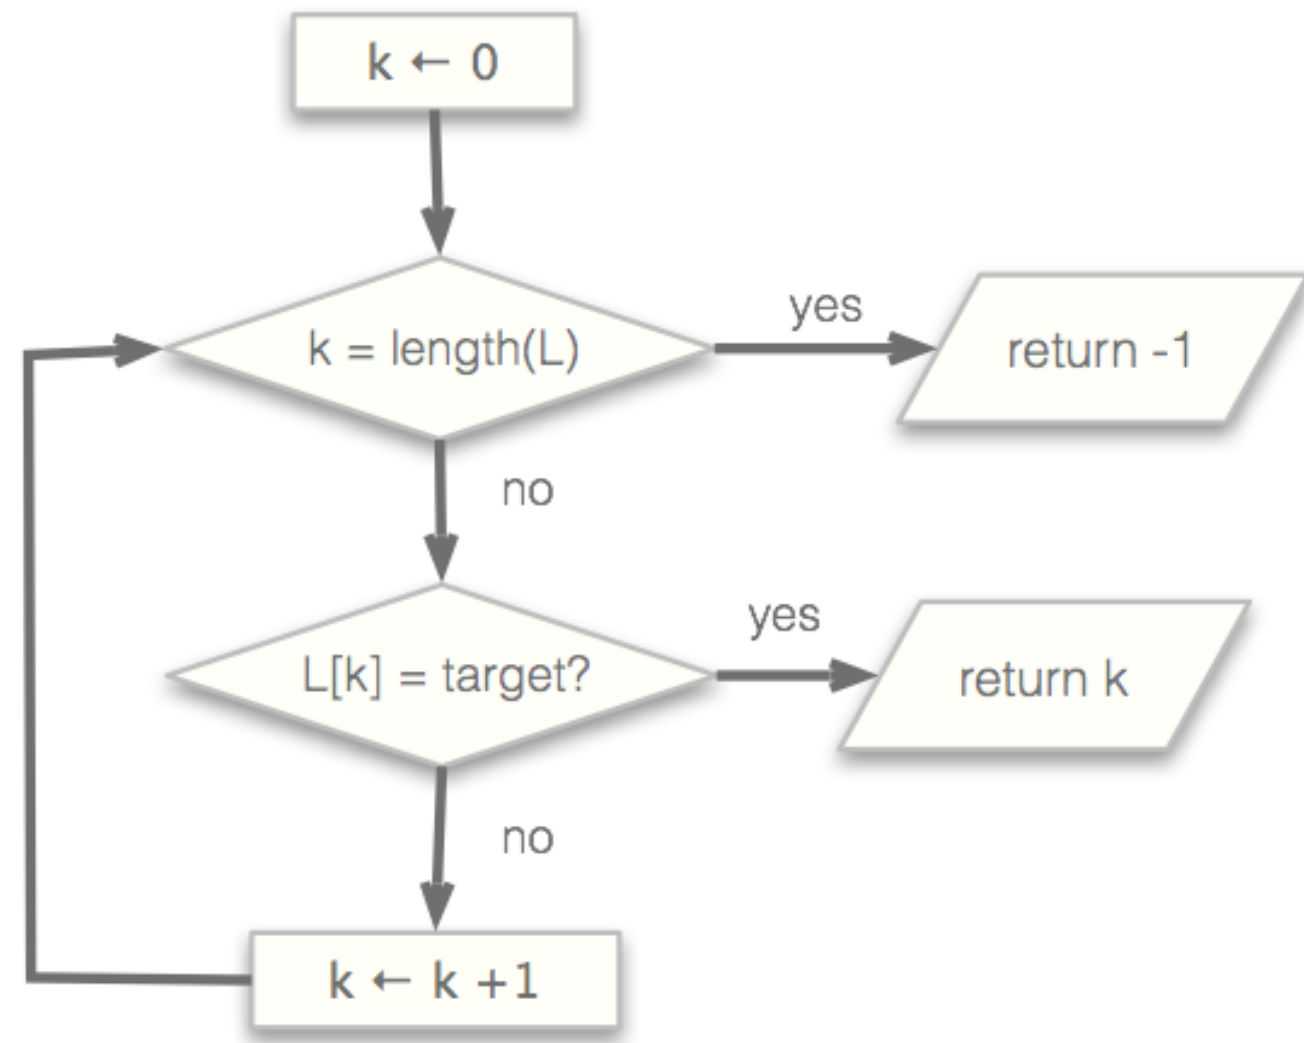 k ← 0
k = length(L)
yes
return -1
no
L[k] = target?
yes
return k
no
k ← k +1